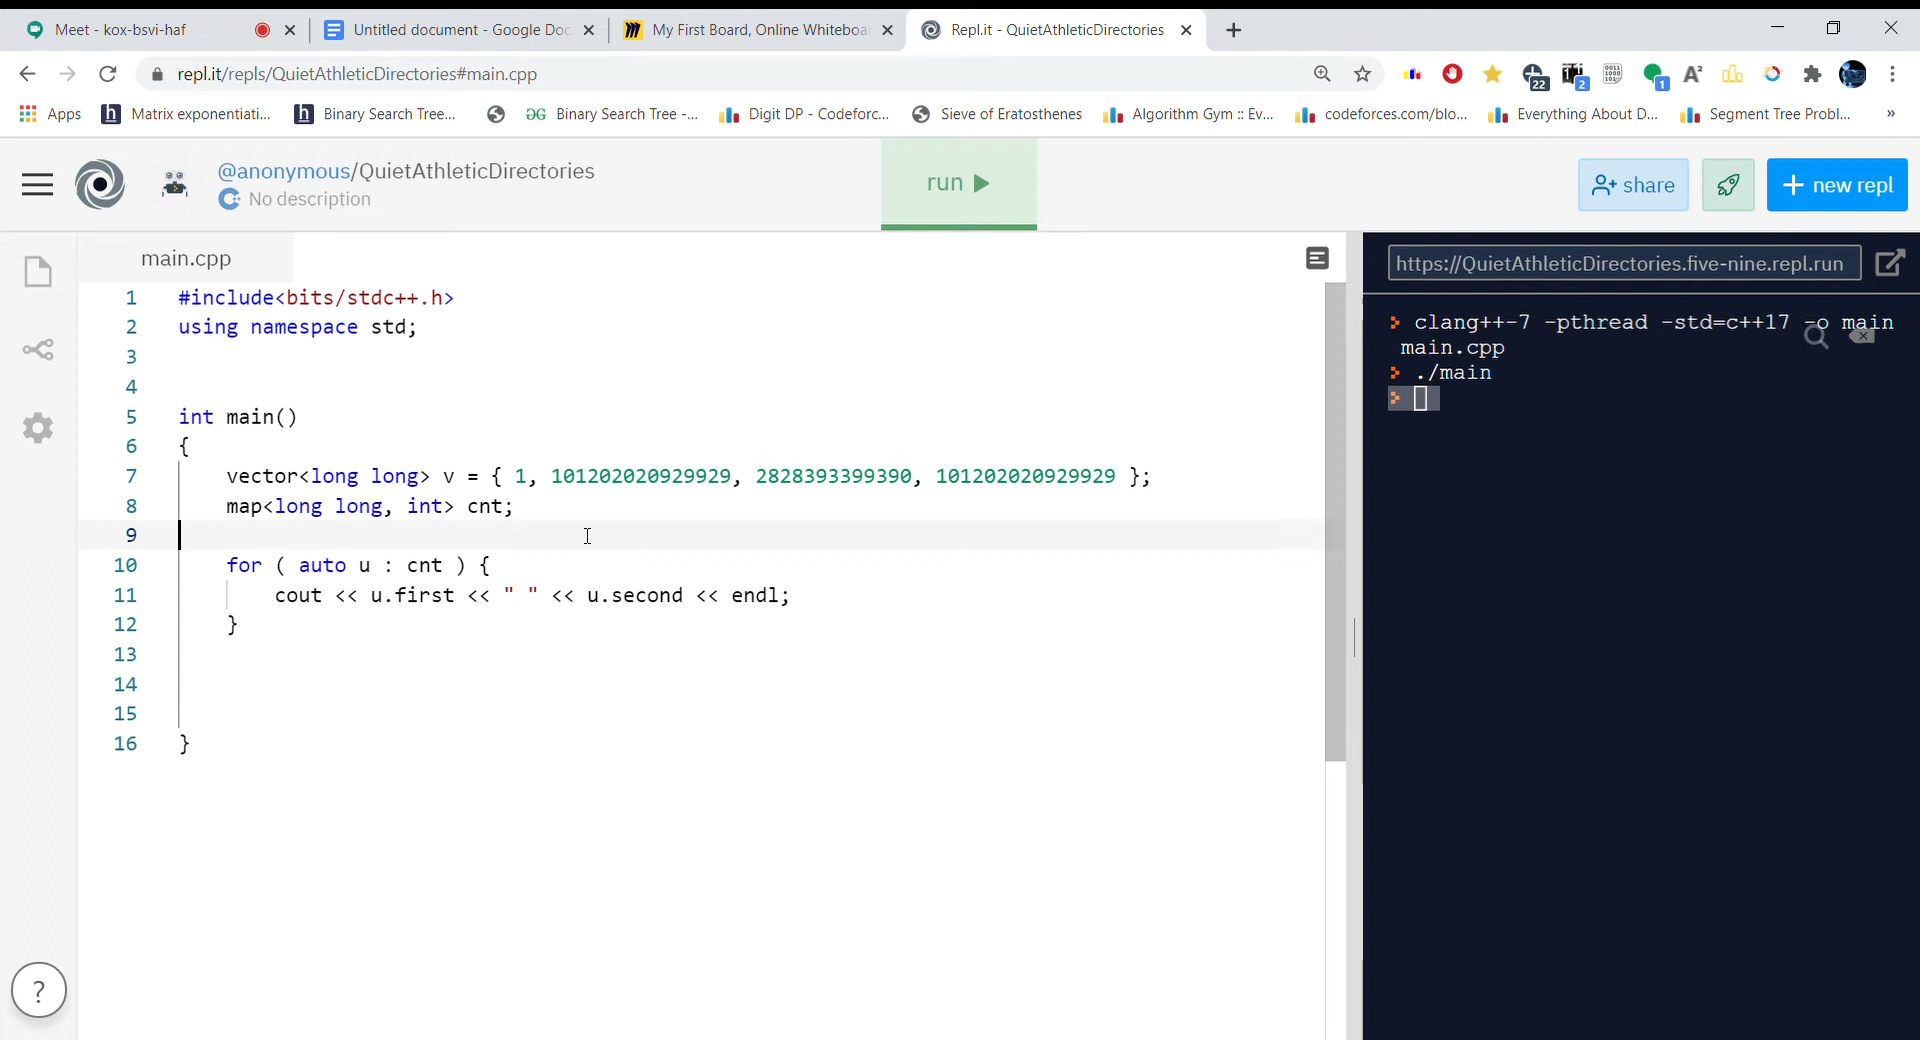 Meet - kox-bsvi-haf
Untitled document - Google Doc
My First Board, Online Whiteboa
Repl.it - QuietAthleticDirectories
repl.it/repls/QuietAthleticDirectories#main.cpp
22
2
1
Apps
Matrix exponentiati...
Binary Search Tree...
Binary Search Tree -...
Digit DP - Codeforc...
Sieve of Eratosthenes
Algorithm Gym :: Ev...
codeforces.com/blo...
Everything About D...
Segment Tree Probl...
»
@anonymous/QuietAthleticDirectories
No description
run
share
+ new repl
main.cpp
1 #include<bits/stdc++.h>
2 using namespace std;
3
4
5 int main()
6 {
7 vector<long long> v = { 1, 101202020929929, 2828393399390, 101202020929929 };
8 map<long long, int> cnt;
9
10 for ( auto u : cnt ) {
11 cout << u.first << " " << u.second << endl;
12 }
13
14
15
16 }
?
https://QuietAthleticDirectories.five-nine.repl.run
clang++-7 -pthread -std=c++17 -o main
main.cpp
./main